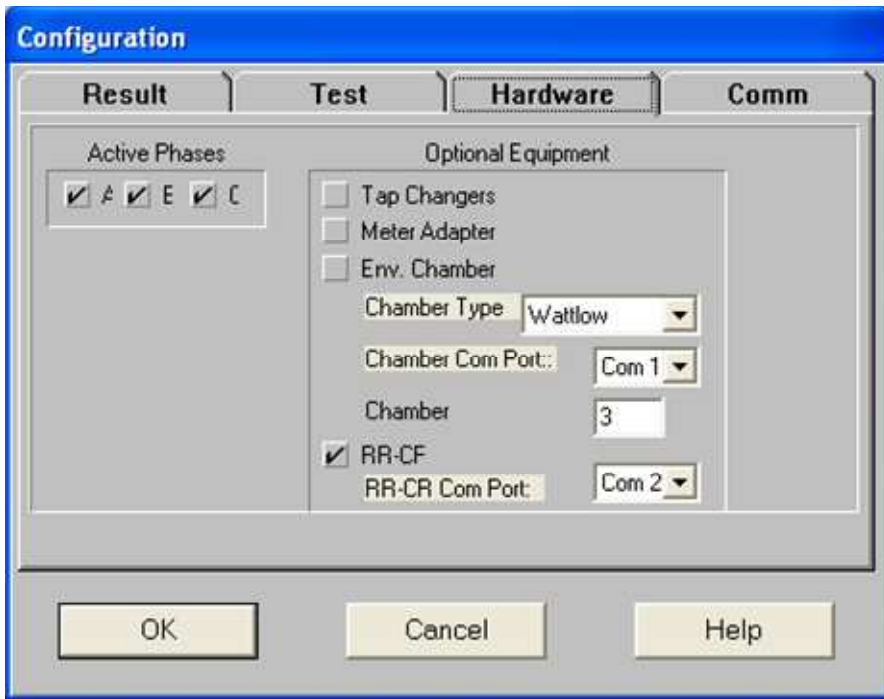 Configuration
Result Test Hardware Comm
Active Phases
A E C
Optional Equipment
Tap Changers
Meter Adapter
Env. Chamber
Chamber Type Wattlow
Chamber Com Port:: Com 1
Chamber 3
RR-CF
RR-CR Com Port: Com 2
OK Cancel Help